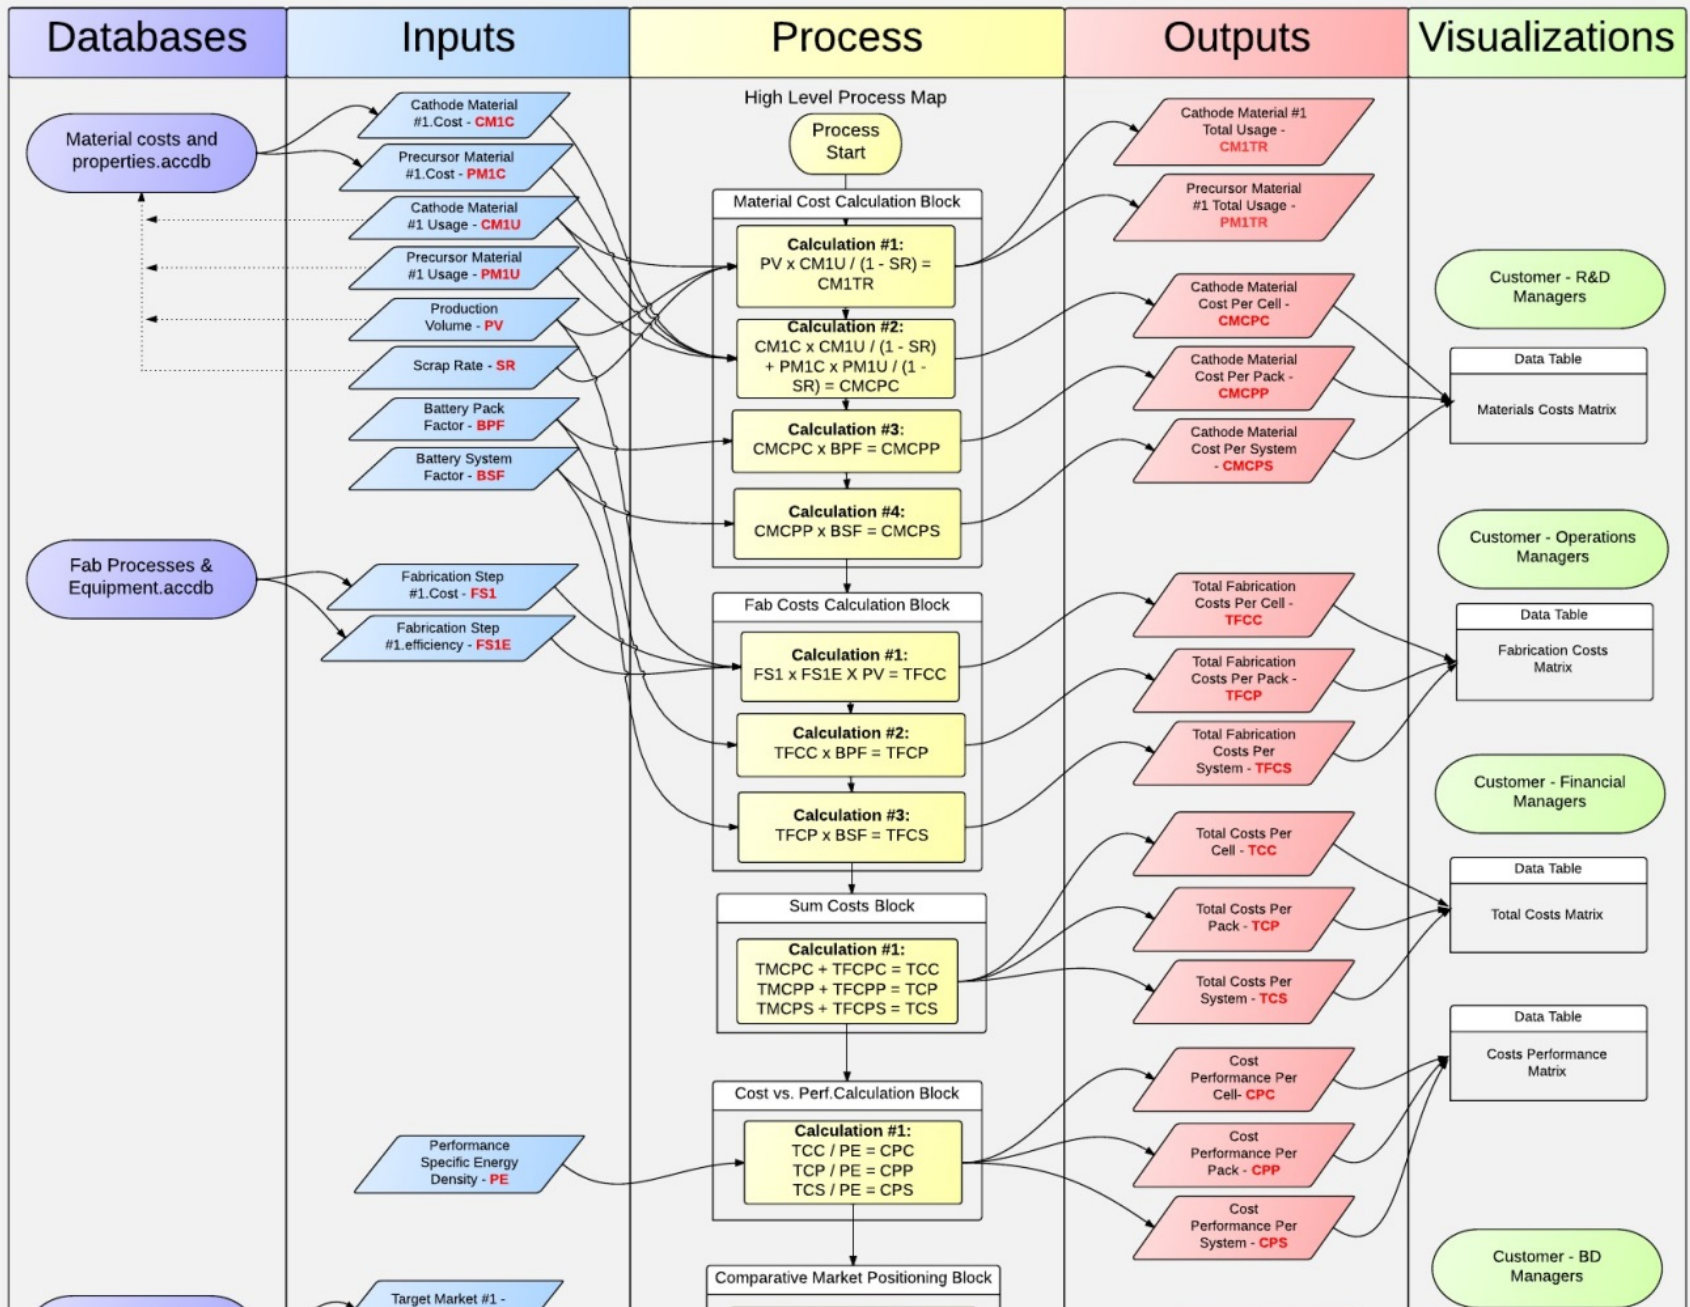 Databases
Inputs
Process
Outputs
Visualizations
Material costs and
properties.accdb
Fab Processes &
Equipment.accdb
Cathode Material
#1.Cost - CM1C
Precursor Material
#1.Cost - PM1C
Cathode Material
#1 Usage - CM1U
Precursor Material
#1 Usage - PM1U
Production
Volume - PV
Scrap Rate - SR
Battery Pack
Factor - BPF
Battery System
Factor - BSF
Fabrication Step
#1.Cost - FS1
Fabrication Step
#1.efficiency - FS1E
Performance
Specific Energy
Density - PE
Target Market #1 -
High Level Process Map
Process
Start
Material Cost Calculation Block
Calculation #1:
PV x CM1U / (1 - SR) =
CM1TR
Calculation #2:
CM1C x CM1U / (1 - SR)
+ PM1C x PM1U / (1 -
SR) = CMCPC
Calculation #3:
CMCPC x BPF = CMCPP
Calculation #4:
CMCPP x BSF = CMCPS
Fab Costs Calculation Block
Calculation #1:
FS1 x FS1E X PV = TFCC
Calculation #2:
TFCC x BPF = TFCP
Calculation #3:
TFCP x BSF = TFCS
Sum Costs Block
Calculation #1:
TMCPC + TFCPC = TCC
TMCPP + TFCPP = TCP
TMCPS + TFCPS = TCS
Cost vs. Perf.Calculation Block
Calculation #1:
TCC / PE = CPC
TCP / PE = CPP
TCS / PE = CPS
Comparative Market Positioning Block
Cathode Material #1
Total Usage -
CM1TR
Precursor Material
#1 Total Usage -
PM1TR
Cathode Material
Cost Per Cell -
CMCPC
Cathode Material
Cost Per Pack -
CMCPP
Cathode Material
Cost Per System
- CMCPS
Total Fabrication
Costs Per Cell -
TFCC
Total Fabrication
Costs Per Pack -
TFCP
Total Fabrication
Costs Per
System - TFCS
Total Costs Per
Cell - TCC
Total Costs Per
Pack - TCP
Total Costs Per
System - TCS
Cost
Performance Per
Cell- CPC
Cost
Performance Per
Pack - CPP
Cost
Performance Per
System - CPS
Customer - R&D
Managers
Data Table
Materials Costs Matrix
Customer - Operations
Managers
Data Table
Fabrication Costs
Matrix
Customer - Financial
Managers
Data Table
Total Costs Matrix
Data Table
Costs Performance
Matrix
Customer - BD
Managers